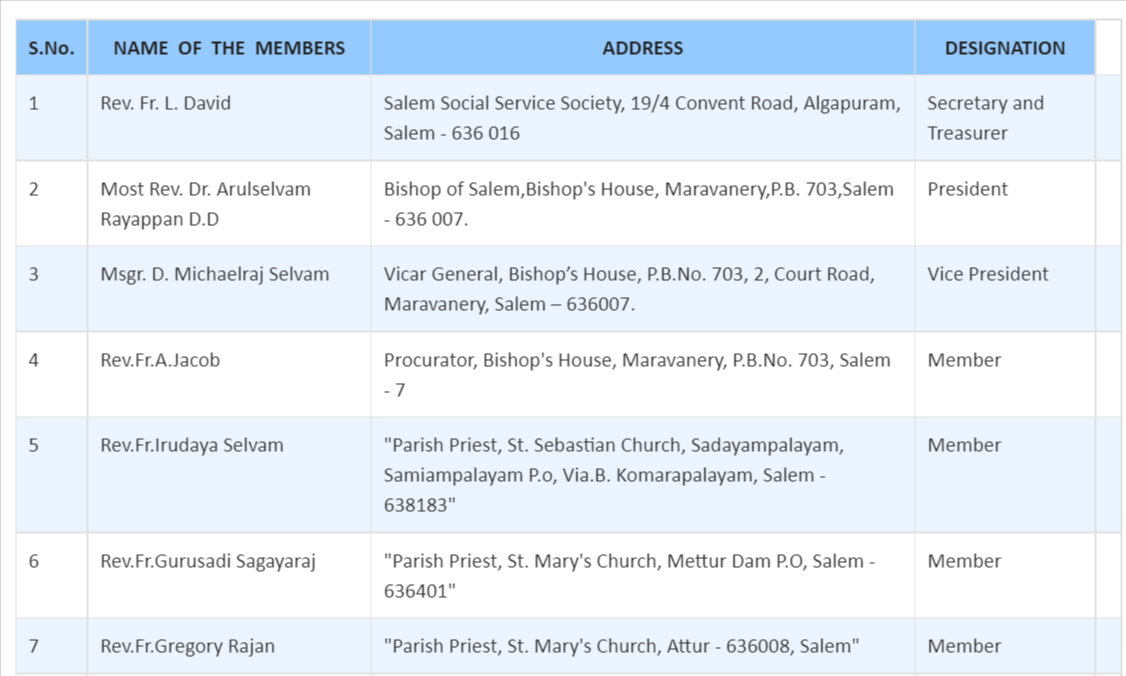 S.No. NAME OF THE MEMBERS ADDRESS DESIGNATION
1 Rev. Fr. L. David Salem Social Service Society, 19/4 Convent Road, Algapuram, Secretary and
Salem - 636 016 Treasurer
2 Most Rev. Dr. Arulselvam Bishop of Salem,Bishop's House, Maravanery,P.B. 703,Salem President
Rayappan D.D - 636 007.
3 Msgr. D. Michaelraj Selvam Vicar General, Bishop’s House, P.B.No. 703, 2, Court Road, Vice President
Maravanery, Salem – 636007.
4 Rev.Fr.A.Jacob Procurator, Bishop's House, Maravanery, P.B.No. 703, Salem Member
- 7
5 Rev.Fr.Irudaya Selvam "Parish Priest, St. Sebastian Church, Sadayampalayam, Member
Samiampalayam P.o, Via.B. Komarapalayam, Salem -
638183"
6 Rev.Fr.Gurusadi Sagayaraj "Parish Priest, St. Mary's Church, Mettur Dam P.O, Salem - Member
636401"
7 Rev.Fr.Gregory Rajan "Parish Priest, St. Mary's Church, Attur - 636008, Salem" Member